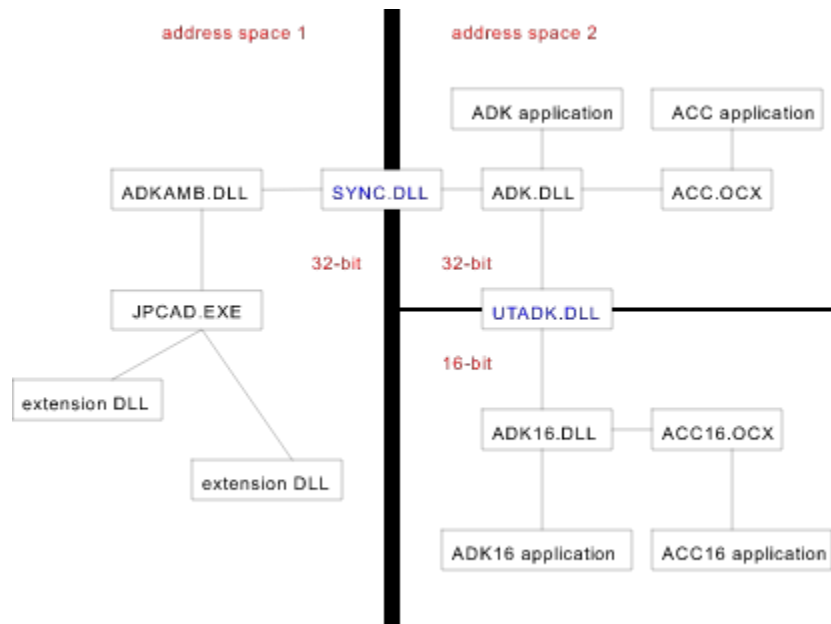 address space 1
address space 2
ADK application
ACC application
ADKAMB.DLL
SYNC.DLL
ADK.DLL
ACC.OCX
32-bit
32-bit
JPCAD.EXE
UTADK.DLL
16-bit
extension DLL
ADK16.DLL
ACC16.OCX
extension DLL
ADK16 application
ACC16 application